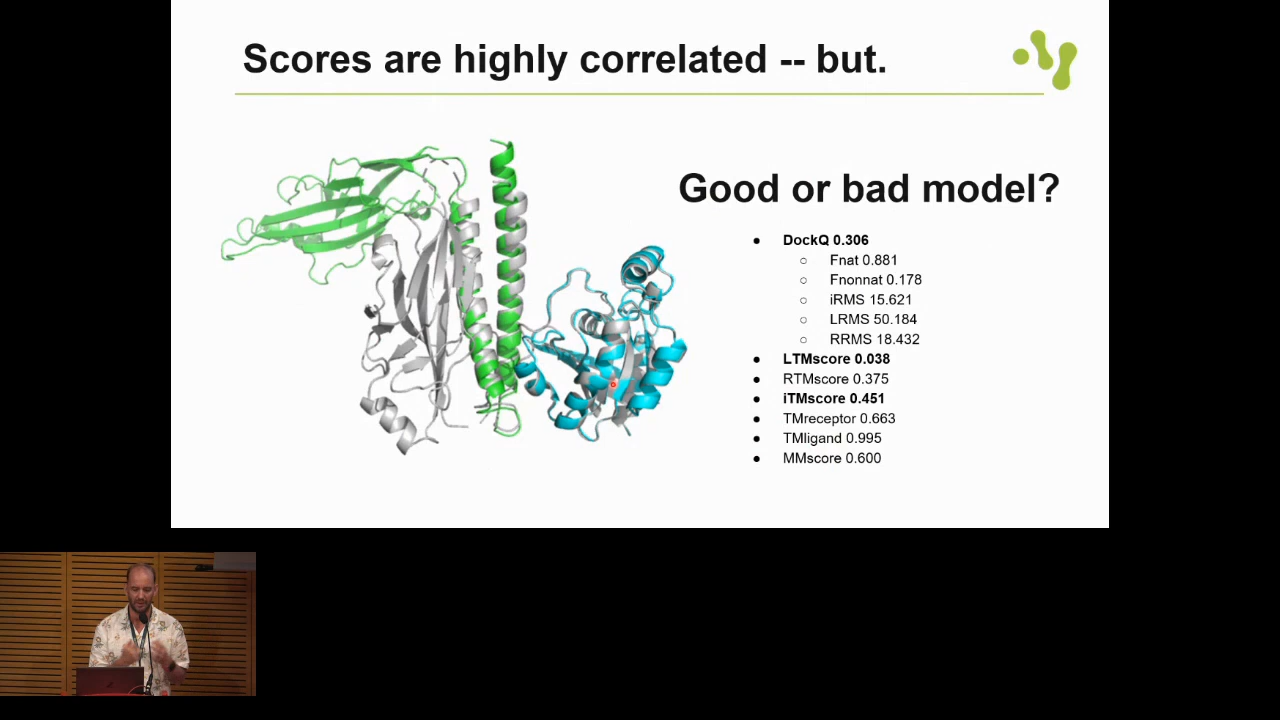 Scores are highly correlated -- but.
Good or bad model?
● DockQ 0.306
○ Fnat 0.881
○ Fnonnat 0.178
○ iRMS 15.621
○ LRMS 50.184
○ RRMS 18.432
● LTMscore 0.038
● RTMscore 0.375
● iTMscore 0.451
● TMreceptor 0.663
● TMligand 0.995
● MMscore 0.600